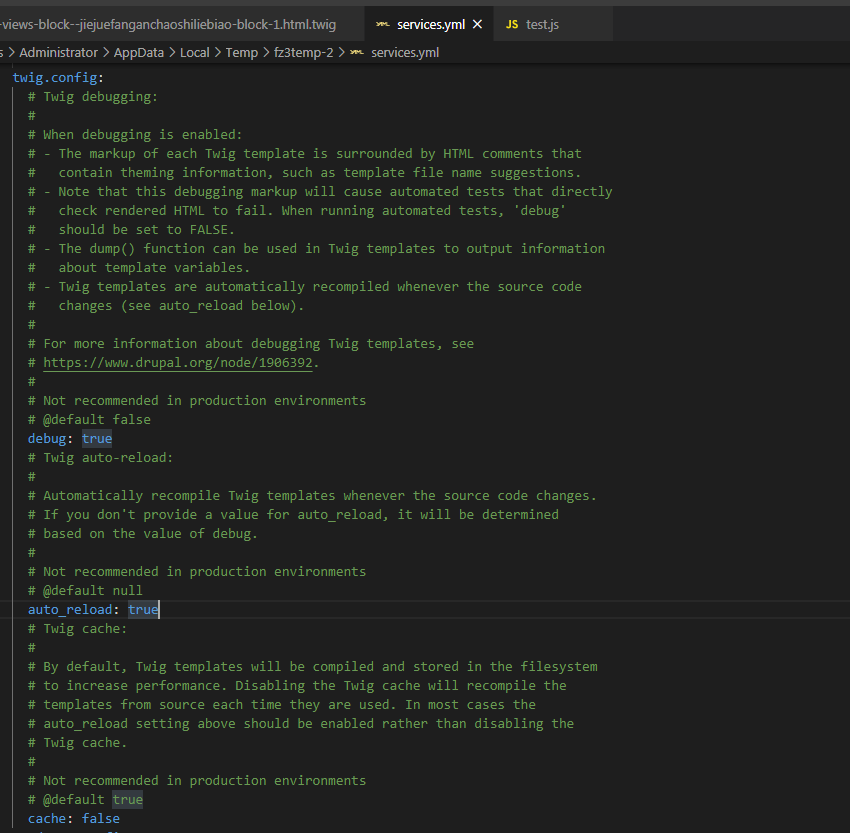 -views-block--jiejuefanganchaoshiliebiao-block-1.html.twig services.yml × JS test.js
s > Administrator > AppData > Local > Temp > fz3temp-2 > services.yml
twig.config:
# Twig debugging:
#
# When debugging is enabled:
# - The markup of each Twig template is surrounded by HTML comments that
#   contain theming information, such as template file name suggestions.
# - Note that this debugging markup will cause automated tests that directly
#   check rendered HTML to fail. When running automated tests, 'debug'
#   should be set to FALSE.
# - The dump() function can be used in Twig templates to output information
#   about template variables.
# - Twig templates are automatically recompiled whenever the source code
#   changes (see auto_reload below).
#
# For more information about debugging Twig templates, see
# https://www.drupal.org/node/1906392.
#
# Not recommended in production environments
# @default false
debug: true
# Twig auto-reload:
#
# Automatically recompile Twig templates whenever the source code changes.
# If you don't provide a value for auto_reload, it will be determined
# based on the value of debug.
#
# Not recommended in production environments
# @default null
auto_reload: true
# Twig cache:
#
# By default, Twig templates will be compiled and stored in the filesystem
# to increase performance. Disabling the Twig cache will recompile the
# templates from source each time they are used. In most cases the
# auto_reload setting above should be enabled rather than disabling the
# Twig cache.
#
# Not recommended in production environments
# @default true
cache: false